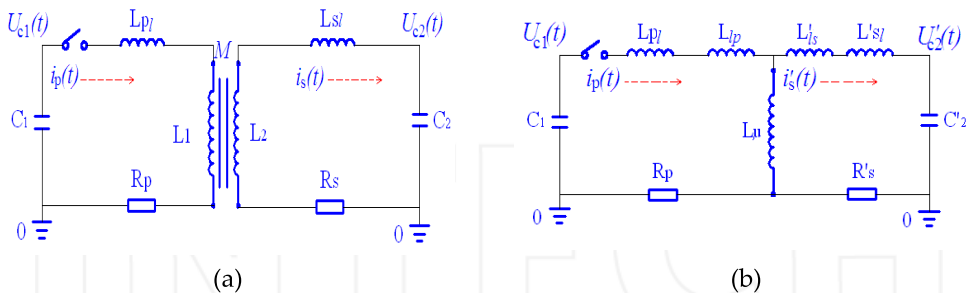 Uc1(t) Lpl M Lsl Uc2(t)
ip(t) is(t)
C1 L1 L2 C2
Rp Rs
0 0
(a)
Uc1(t) Lpl Llp L'ls L'sl U'c2(t)
ip(t) i's(t)
C1 Lμ C'2
Rp R's
0 0
(b)